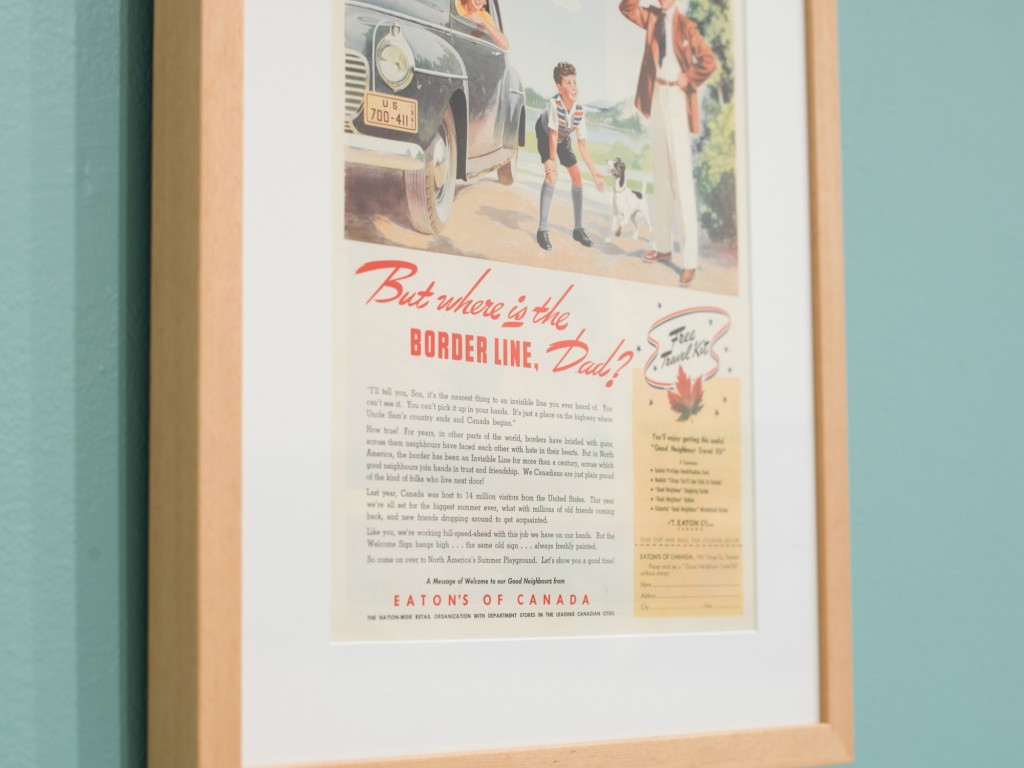 U S
700-411
But where is the
BORDER LINE, Dad?
"I'll tell you, Son, it's the nearest thing to an invisible line you ever heard of. You
can't see it. You can't pick it up in your hands. It's just a place on the highway where
Uncle Sam's country ends and Canada begins."
How true! For years, in other parts of the world, borders have bristled with guns;
across them neighbours have faced each other with hate in their hearts. But in North
America, the border has been an Invisible Line for more than a century, across which
good neighbours join hands in trust and friendship. We Canadians are just plain proud
of the kind of folks who live next door!
Last year, Canada was host to 14 million visitors from the United States. This year
we're all set for the biggest summer ever, what with millions of old friends coming
back, and new friends dropping around to get acquainted.
Like you, we're working full-speed-ahead with this job we have on our hands. But the
Welcome Sign hangs high . . . the same old sign . . . always freshly painted.
So come on over to North America's Summer Playground. Let's show you a good time!
A Message of Welcome to our Good Neighbours from
EATON'S OF CANADA
THE NATION-WIDE RETAIL ORGANIZATION WITH DEPARTMENT STORES IN THE LEADING CANADIAN CITIES
Free
Travel Kit
You'll enjoy getting this useful
"Good Neighbour Travel Kit"
T. EATON Co
CANADA
EATON'S OF CANADA,
Name
Address
City